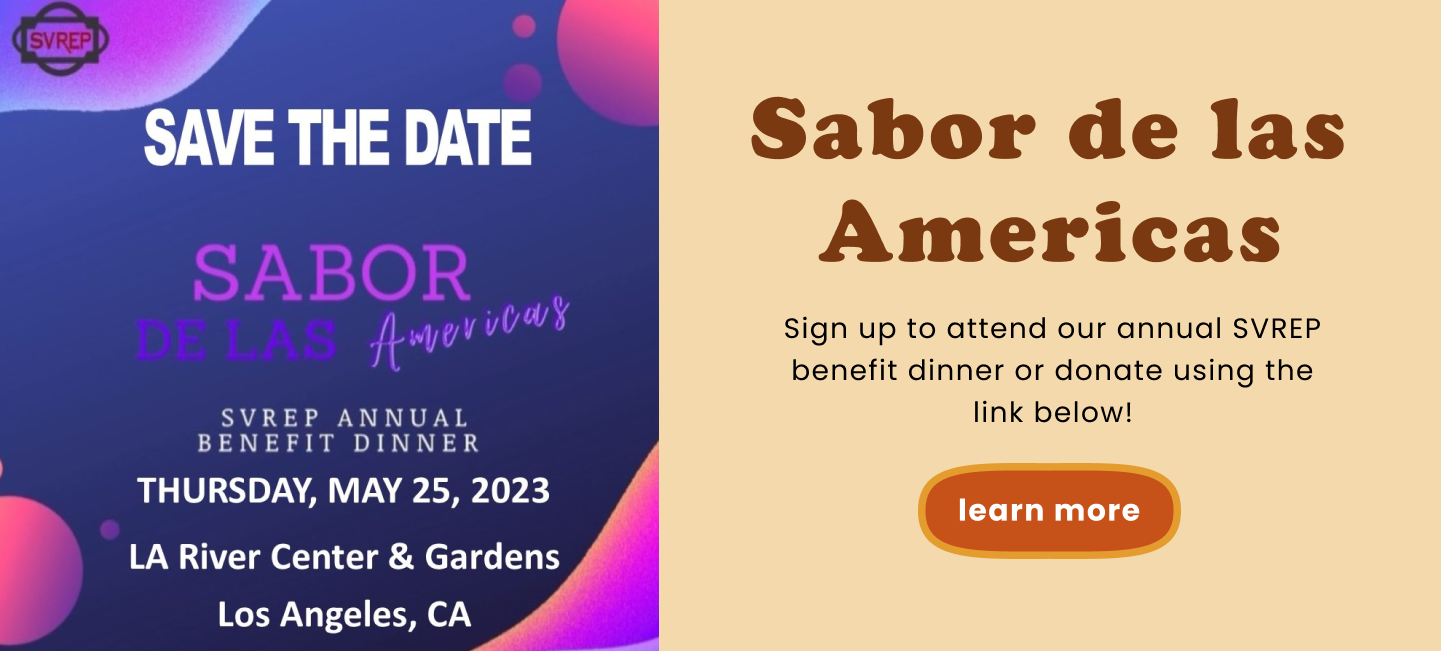 SVREP
SAVE THE DATE
SABOR
DE LAS Americas
SVREP ANNUAL
BENEFIT DINNER
THURSDAY, MAY 25, 2023
LA River Center & Gardens
Los Angeles, CA
Sabor de las
Americas
Sign up to attend our annual SVREP
benefit dinner or donate using the
link below!
learn more